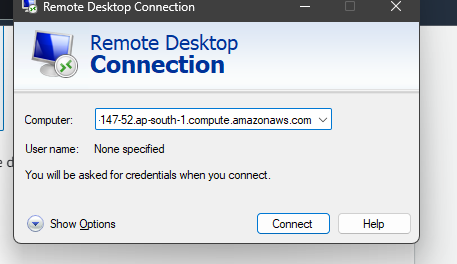 Remote Desktop Connection
Remote Desktop
Connection
Computer:
-147-52.ap-south-1.compute.amazonaws.com
User name: None specified
You will be asked for credentials when you connect.
Show Options
Connect
Help